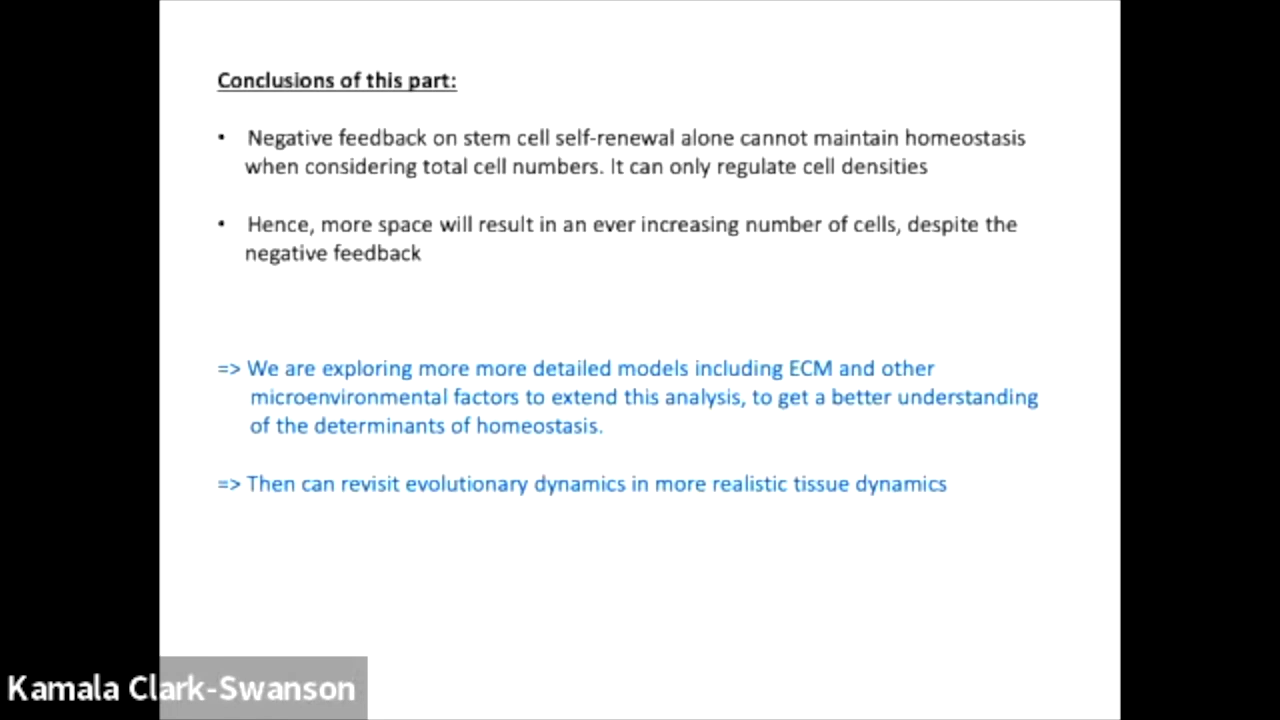 Conclusions of this part:
• Negative feedback on stem cell self-renewal alone cannot maintain homeostasis
when considering total cell numbers. It can only regulate cell densities
• Hence, more space will result in an ever increasing number of cells, despite the
negative feedback
=> We are exploring more more detailed models including ECM and other
microenvironmental factors to extend this analysis, to get a better understanding
of the determinants of homeostasis.
=> Then can revisit evolutionary dynamics in more realistic tissue dynamics
Kamala Clark-Swanson